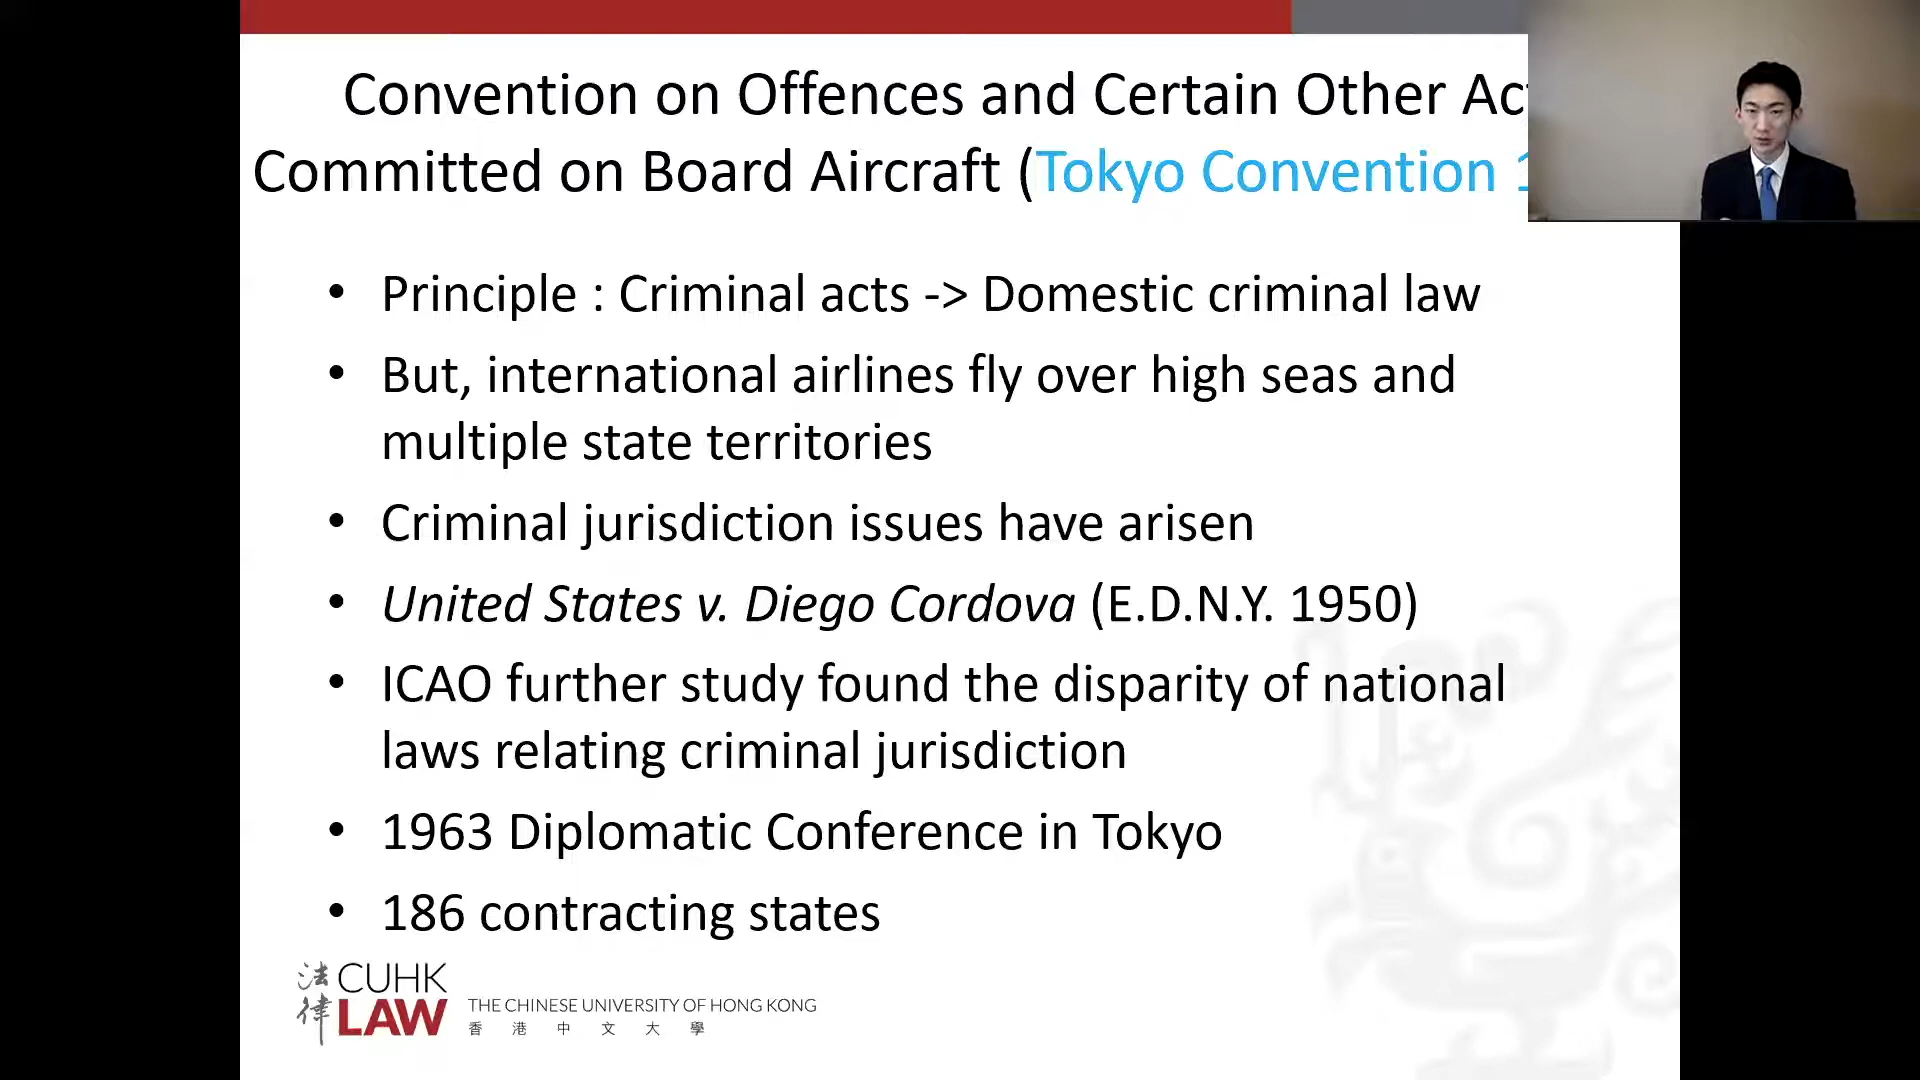 Convention on Offences and Certain Other Ac
Committed on Board Aircraft (Tokyo Convention 1
• Principle : Criminal acts -> Domestic criminal law
• But, international airlines fly over high seas and
multiple state territories
• Criminal jurisdiction issues have arisen
• United States v. Diego Cordova (E.D.N.Y. 1950)
• ICAO further study found the disparity of national
laws relating criminal jurisdiction
• 1963 Diplomatic Conference in Tokyo
• 186 contracting states
法律 CUHK
LAW
THE CHINESE UNIVERSITY OF HONG KONG
香港中文大學